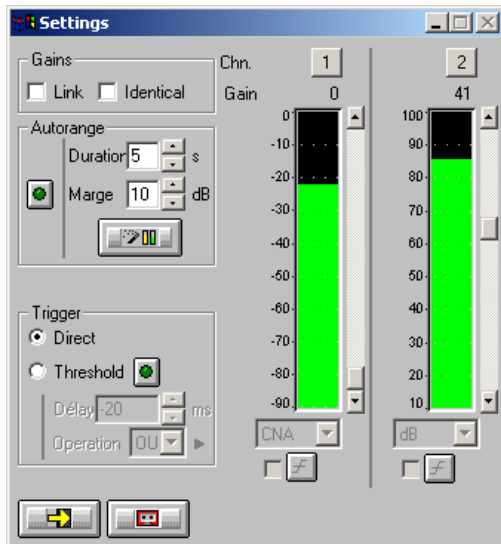 Settings
Gains
Link Identical
Autorange
Duration 5 s
Marge 10 dB
Trigger
Direct
Threshold
Délay -20 ms
Operation OU
Chn. 1 2
Gain 0 41
0 100
-10 90
-20 80
-30 70
-40 60
-50 50
-60 40
-70 30
-80 20
-90 10
CNA dB